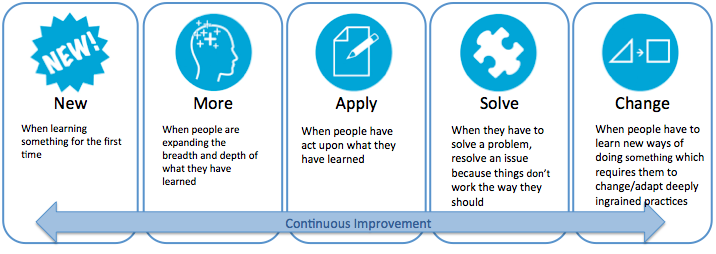 NEW!
New
When learning
something for the first
time
More
When people are
expanding the
breadth and depth of
what they have
learned
Apply
When people have
act upon what they
have learned
Solve
When they have to
solve a problem,
resolve an issue
because things don't
work the way they
should
Change
When people have to
learn new ways of
doing something which
requires them to
change/adapt deeply
ingrained practices
Continuous Improvement